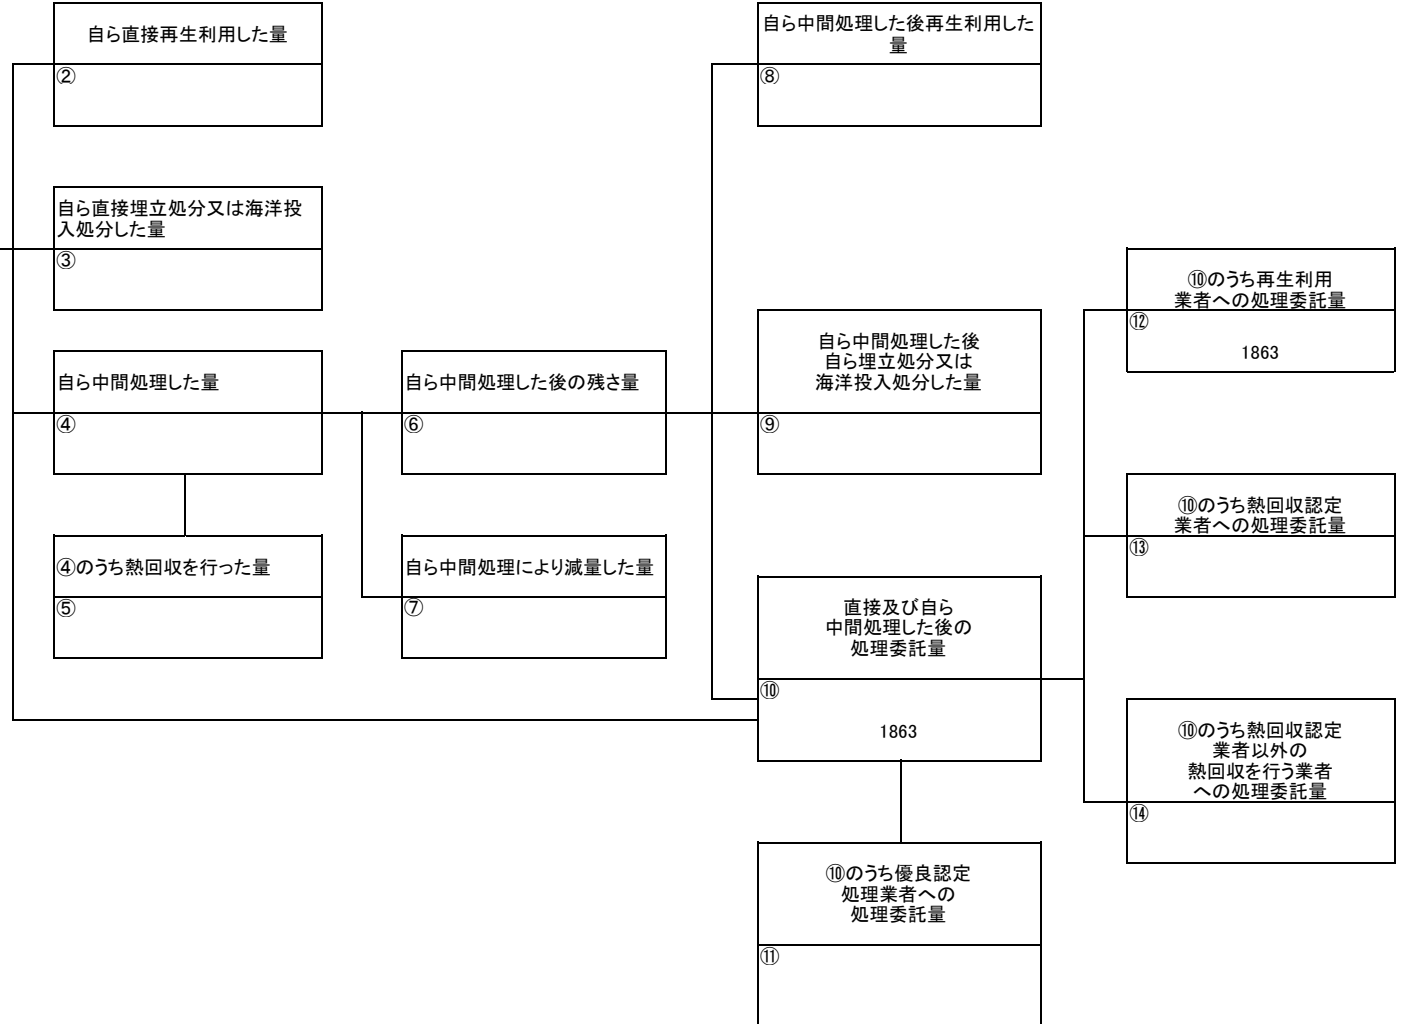 自ら直接再生利用した量
②
自ら直接埋立処分又は海洋投
入処分した量
③
自ら中間処理した量
④
④のうち熱回収を行った量
⑤
自ら中間処理した後の残さ量
⑥
自ら中間処理により減量した量
⑦
自ら中間処理した後再生利用した
量
⑧
自ら中間処理した後
自ら埋立処分又は
海洋投入処分した量
⑨
直接及び自ら
中間処理した後の
処理委託量
⑩
1863
⑩のうち優良認定
処理業者への
処理委託量
⑪
⑩のうち再生利用
業者への処理委託量
⑫
1863
⑩のうち熱回収認定
業者への処理委託量
⑬
⑩のうち熱回収認定
業者以外の
熱回収を行う業者
への処理委託量
⑭